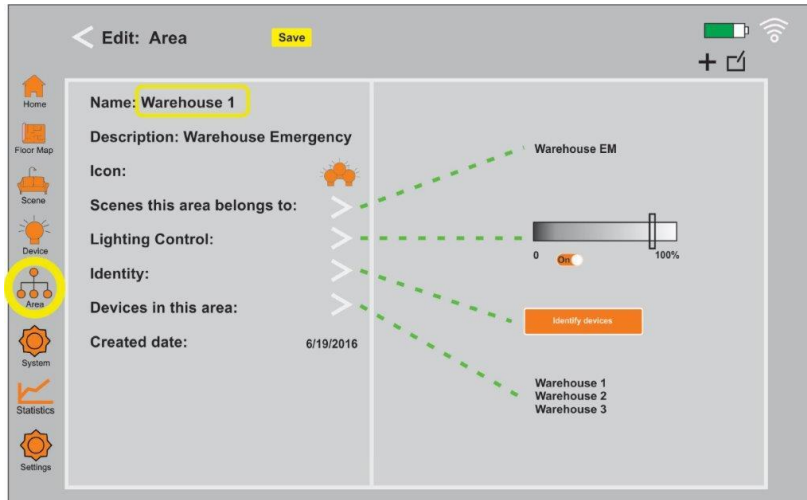 Edit: Area
Save
Home
Floor Map
Scene
Device
Area
System
Statistics
Settings
Name: Warehouse 1
Description: Warehouse Emergency
Icon:
Scenes this area belongs to:
Lighting Control:
Identity:
Devices in this area:
Created date: 6/19/2016
Warehouse EM
0 On 100%
Identify devices
Warehouse 1
Warehouse 2
Warehouse 3